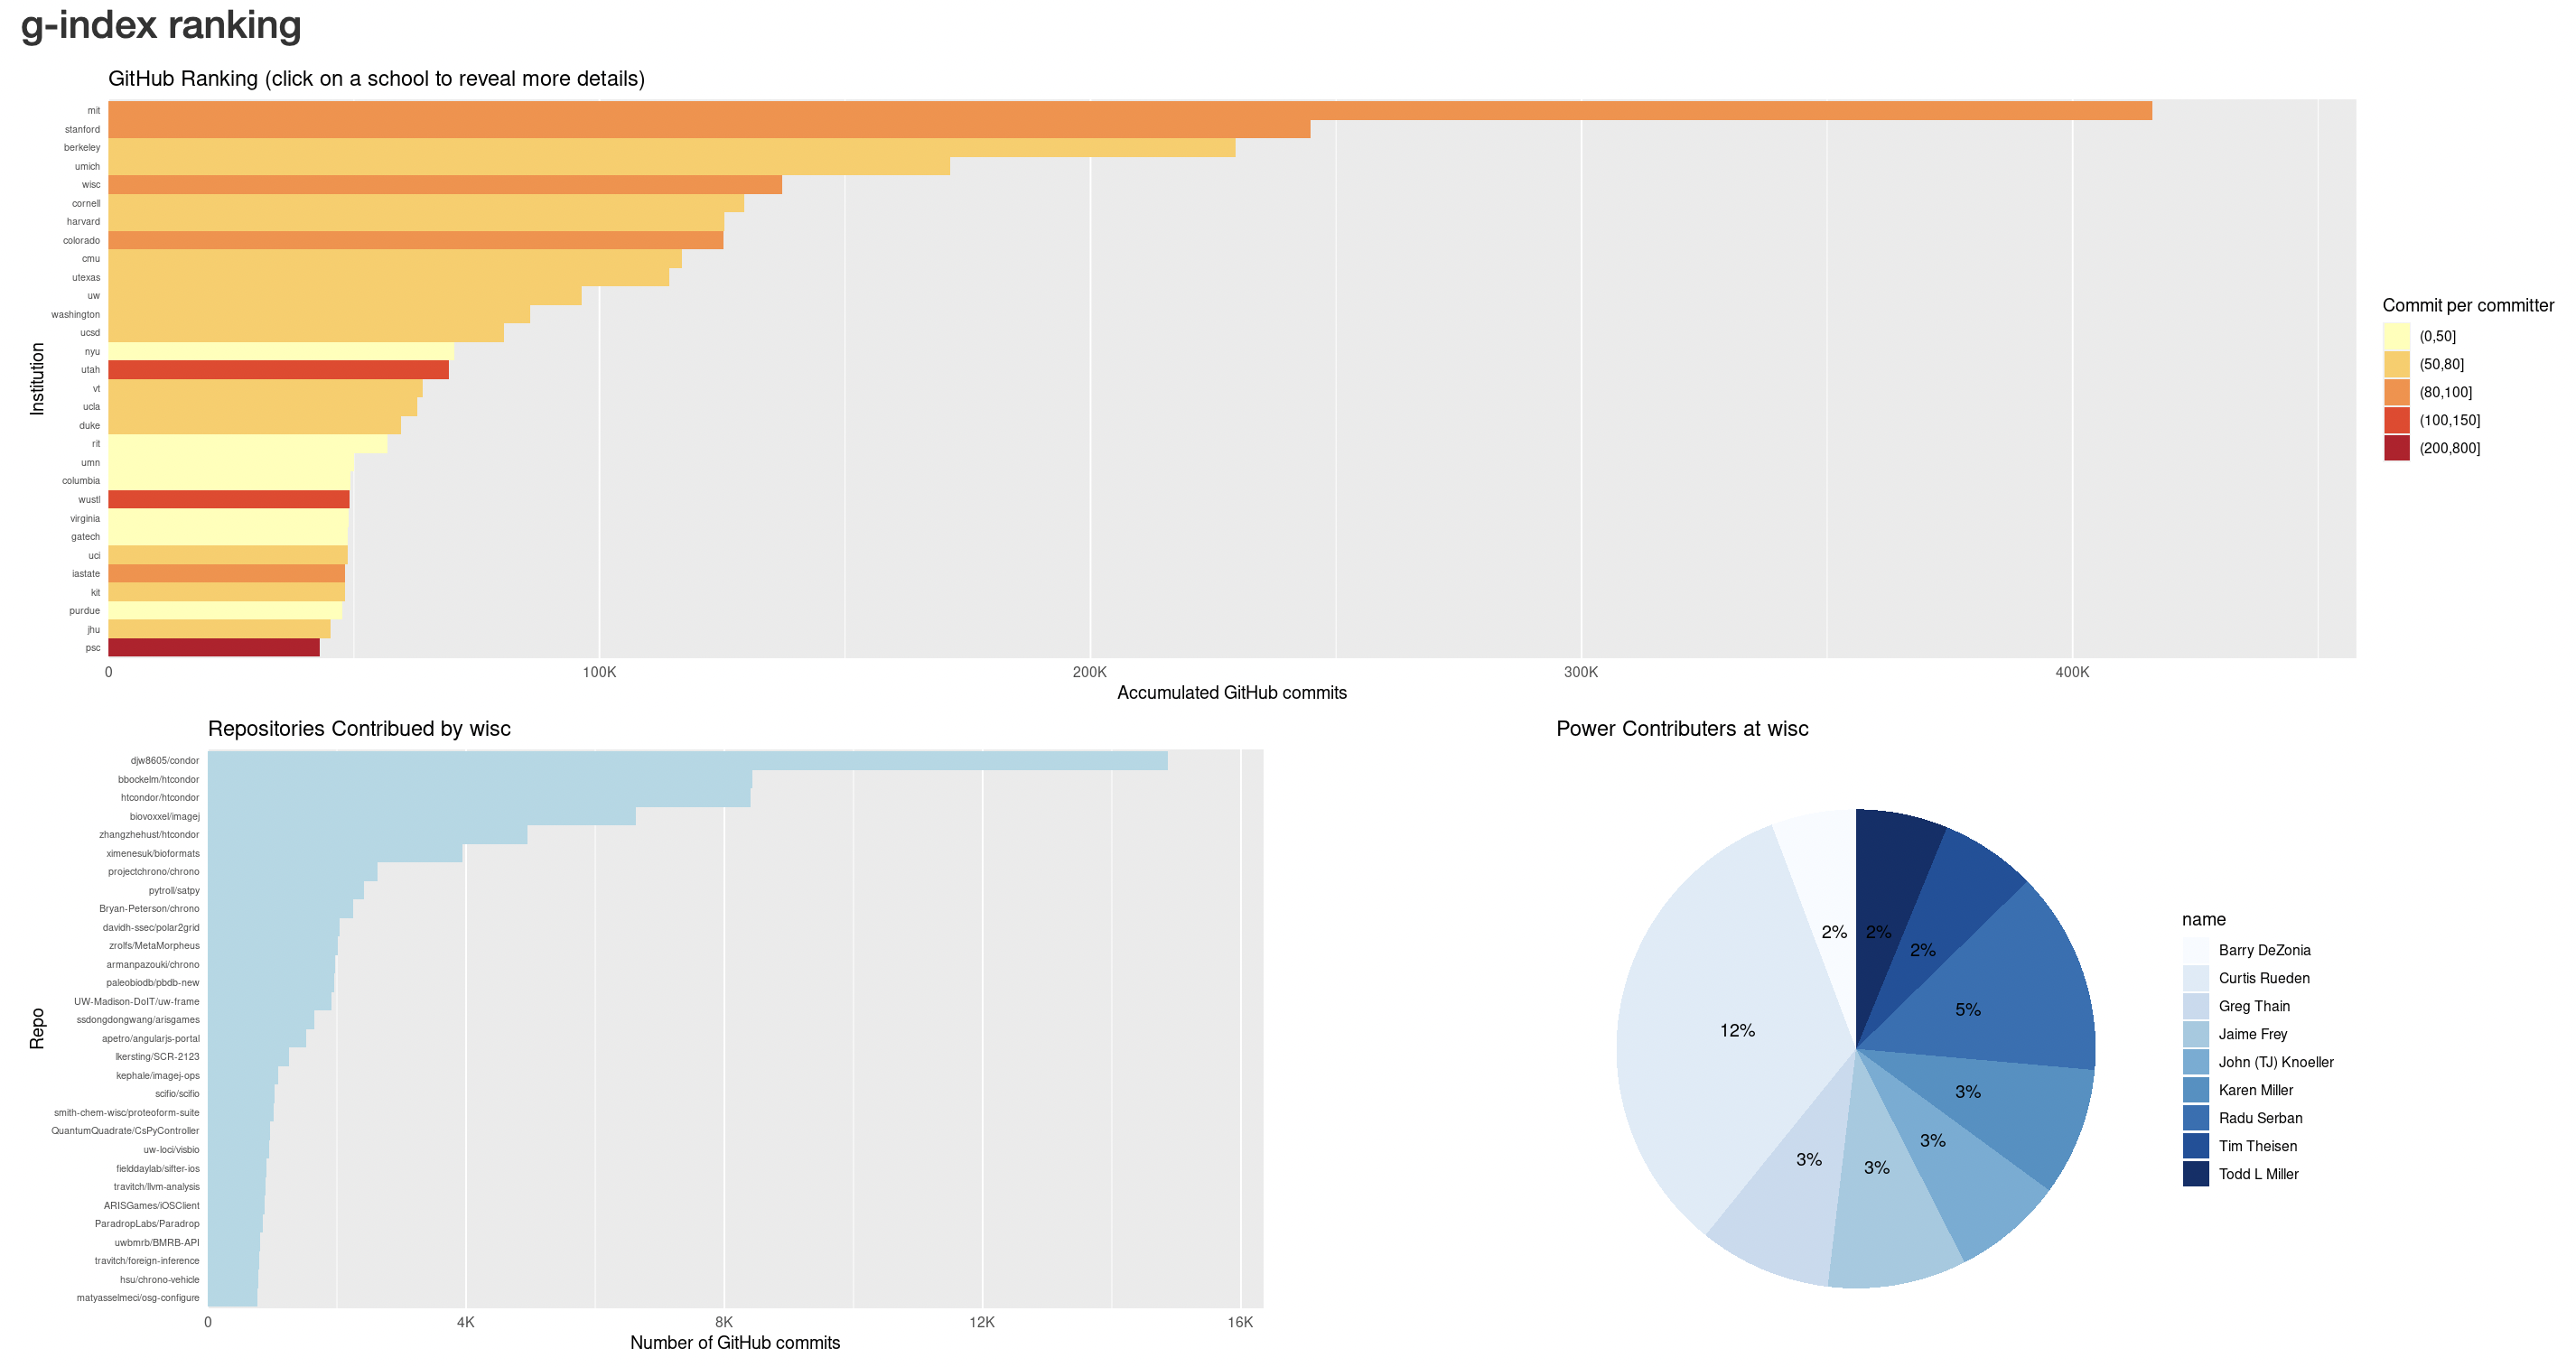 g-index ranking
GitHub Ranking (click on a school to reveal more details)
Institution
mit
stanford
berkeley
umich
wisc
cornell
harvard
colorado
cmu
utexas
uw
washington
ucsd
nyu
utah
vt
ucla
duke
rit
umn
columbia
wustl
virginia
gatech
uci
iastate
kit
purdue
jhu
psc
0 100K 200K 300K 400K
Accumulated GitHub commits
Commit per committer
(0,50]
(50,80]
(80,100]
(100,150]
(200,800]
Repositories Contribued by wisc
Repo
djw8605/condor
bbockelm/htcondor
htcondor/htcondor
biovoxxel/imagej
zhangzhehust/htcondor
ximenesuk/bioformats
projectchrono/chrono
pytroll/satpy
Bryan-Peterson/chrono
davidh-ssec/polar2grid
zrolfs/MetaMorpheus
armanpazouki/chrono
paleobiodb/pbdb-new
UW-Madison-DoIT/uw-frame
ssdongdongwang/arisgames
apetro/angularjs-portal
lkersting/SCR-2123
kephale/imagej-ops
scifio/scifio
smith-chem-wisc/proteoform-suite
QuantumQuadrate/CsPyController
uw-loci/visbio
fielddaylab/sifter-ios
travitch/llvm-analysis
ARISGames/iOSClient
ParadropLabs/Paradrop
uwbmrb/BMRB-API
travitch/foreign-inference
hsu/chrono-vehicle
matyasselmeci/osg-configure
0 4K 8K 12K 16K
Number of GitHub commits
Power Contributers at wisc
2%
2%
2%
5%
12%
3%
3%
3%
3%
name
Barry DeZonia
Curtis Rueden
Greg Thain
Jaime Frey
John (TJ) Knoeller
Karen Miller
Radu Serban
Tim Theisen
Todd L Miller